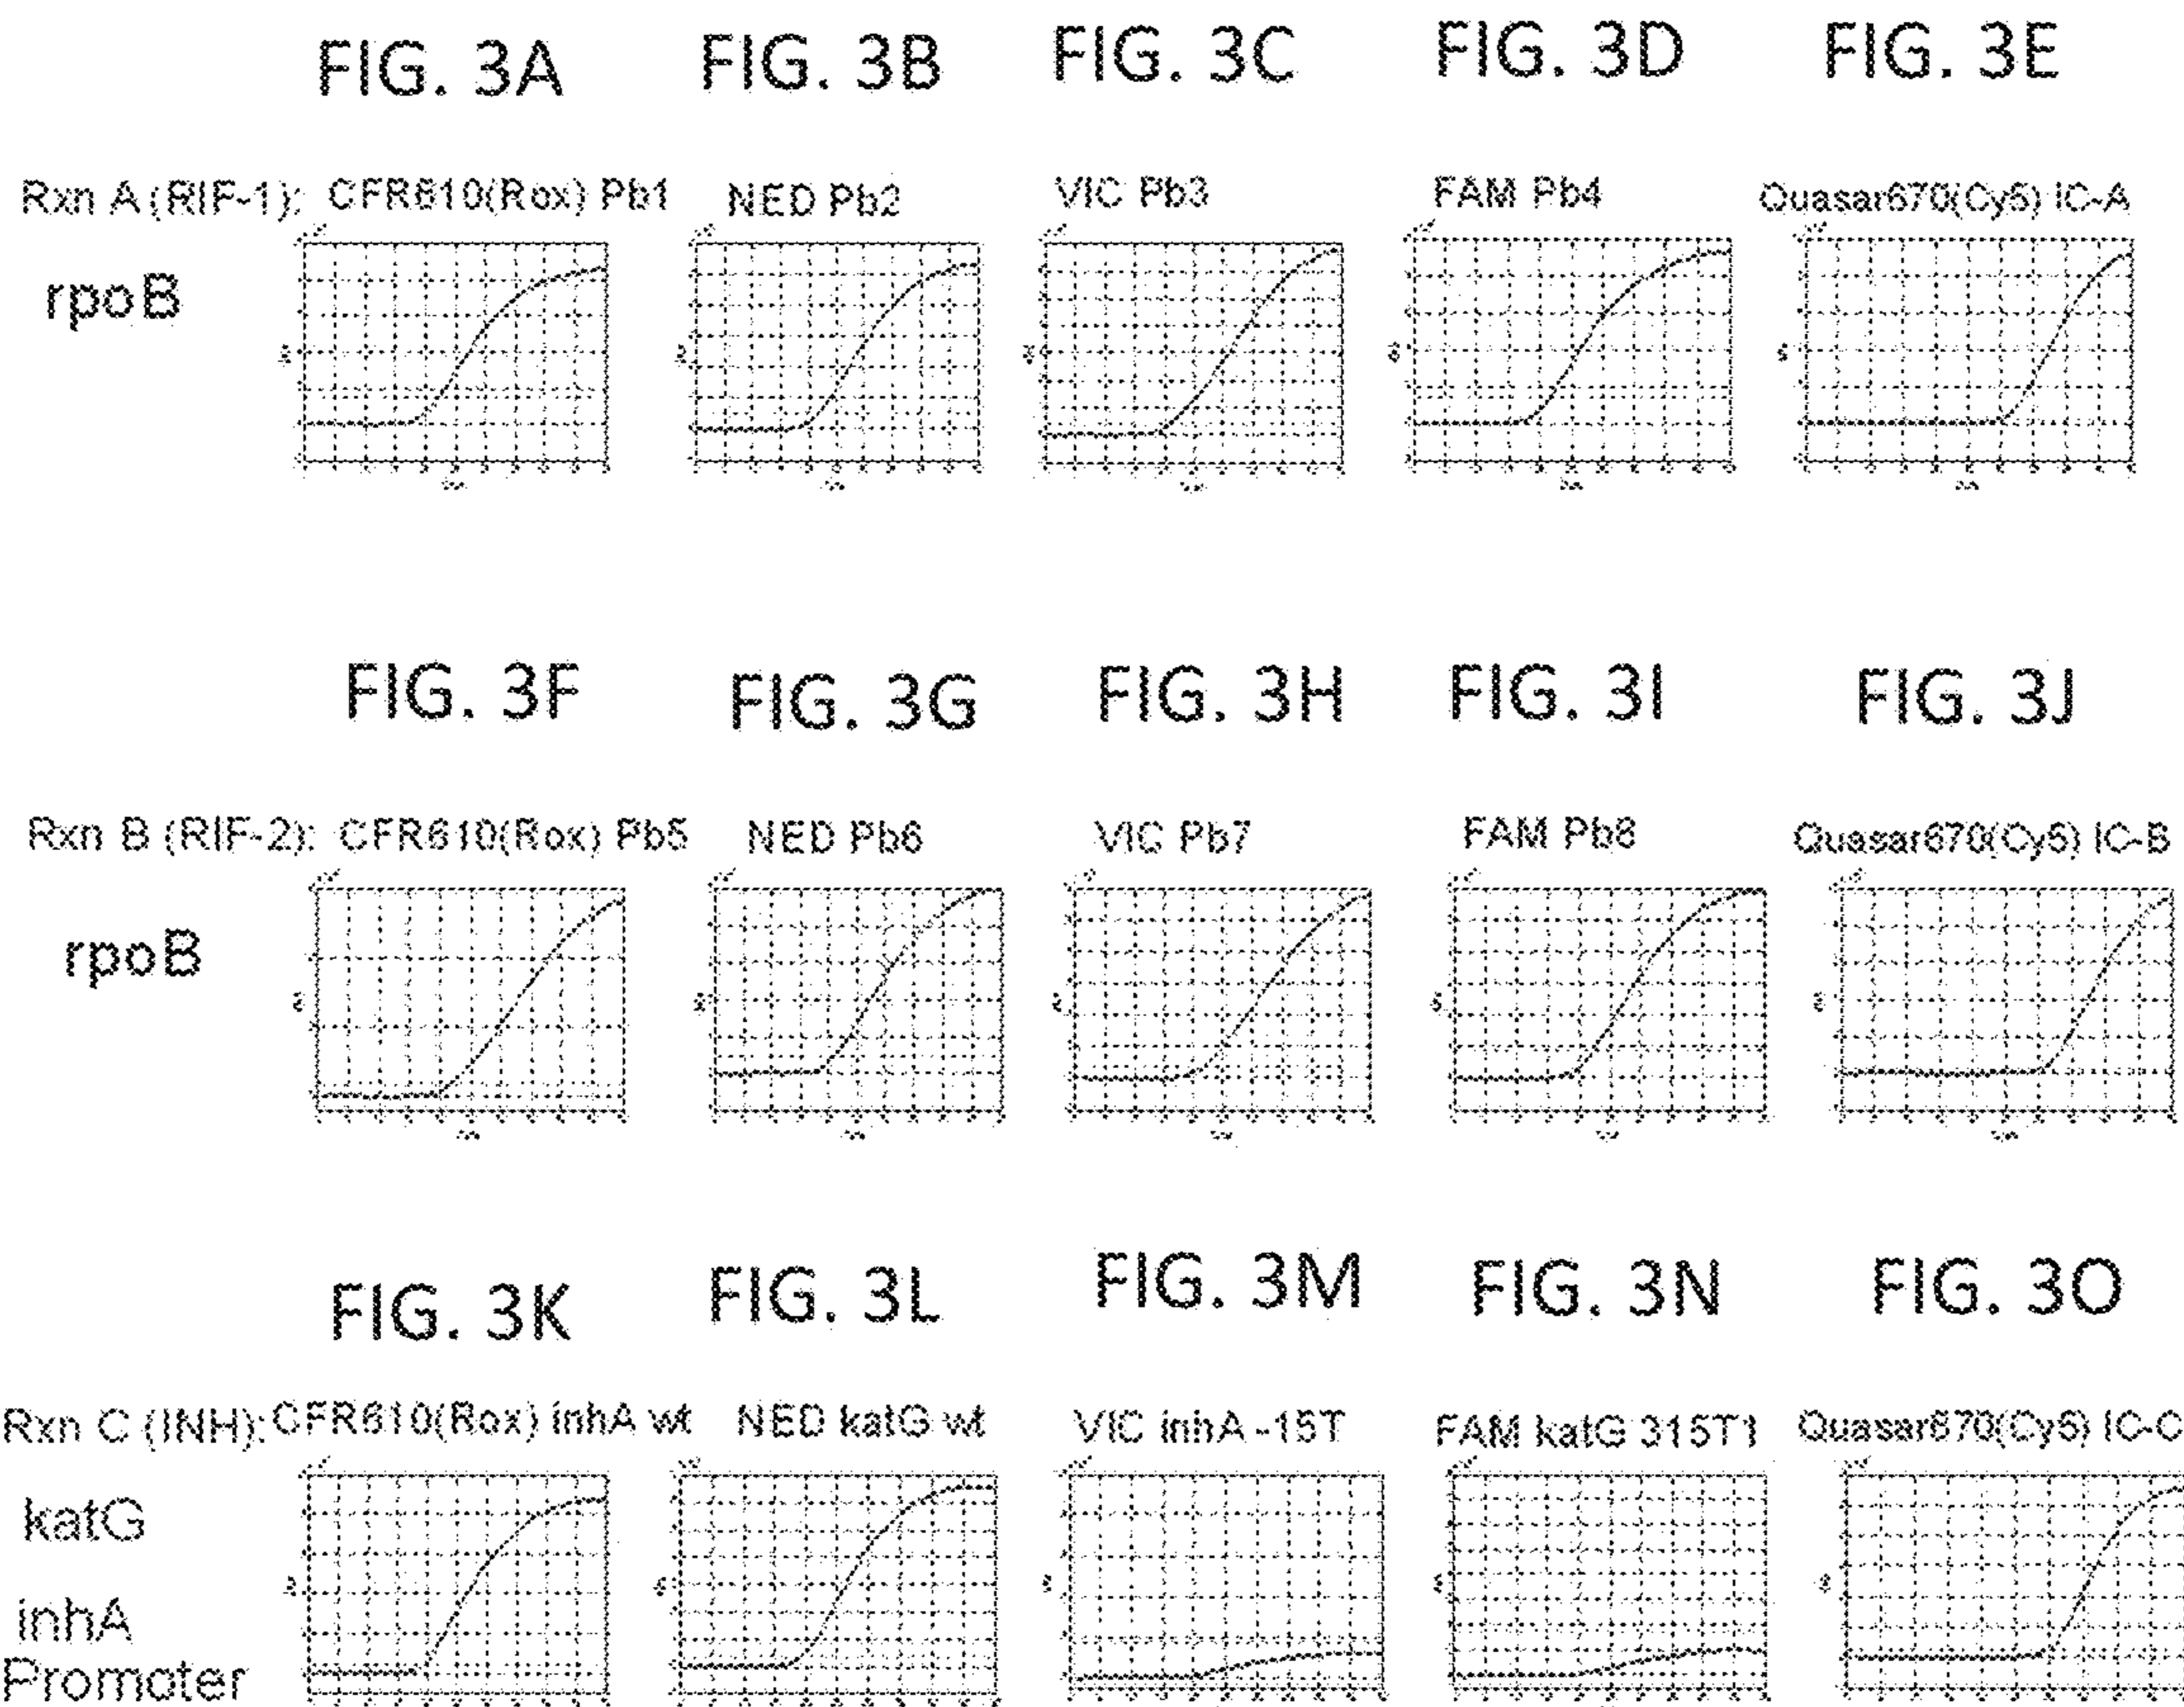 FIG. 3A FIG. 3B FIG. 3C FIG. 3D FIG. 3E
Rxn A (RIF-1): CFR610(Rox) Pb1 NED Pb2 VIC Pb3 FAM Pb4 Quasar670(Cy5) IC-A
rpoB
FIG. 3F FIG. 3G FIG. 3H FIG. 3I FIG. 3J
Rxn B (RIF-2): CFR610(Rox) Pb5 NED Pb6 VIC Pb7 FAM Pb8 Quasar670(Cy5) IC-B
rpoB
FIG. 3K FIG. 3L FIG. 3M FIG. 3N FIG. 3O
Rxn C (INH): CFR610(Rox) inhA wt NED katG wt VIC inhA -15T FAM katG 315T1 Quasar670(Cy5) IC-C
katG
inhA
Promoter